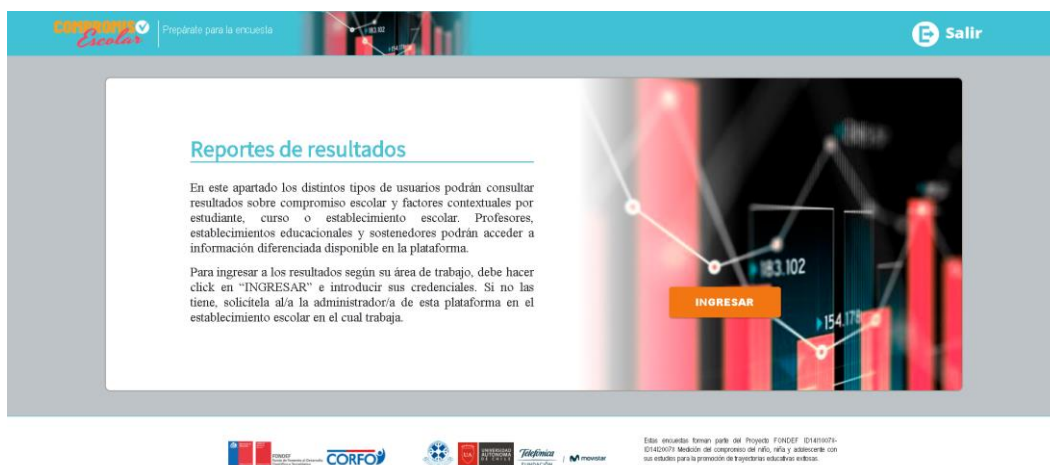 COMPROMISO
Escolar
Prepárate para la encuesta
183.102
Salir
Reportes de resultados
En este apartado los distintos tipos de usuarios podrán consultar
resultados sobre compromiso escolar y factores contextuales por
estudiante, curso o establecimiento escolar. Profesores,
establecimientos educacionales y sostenedores podrán acceder a
información diferenciada disponible en la plataforma.
Para ingresar a los resultados según su área de trabajo, debe hacer
click en “INGRESAR” e introducir sus credenciales. Si no las
tiene, solicítela al/a la administrador/a de esta plataforma en el
establecimiento escolar en el cual trabaja.
183.102
INGRESAR
154.178
FONDEF
CORFO
UA
UNIVERSIDAD
AUTÓNOMA
DE CHILE
Telefónica
FUNDACIÓN
movistar
Estas encuestas forman parte del Proyecto FONDEF
Medición del compromiso del niño, niña y adolescente con
sus estudios para la promoción de trayectorias educativas exitosas.